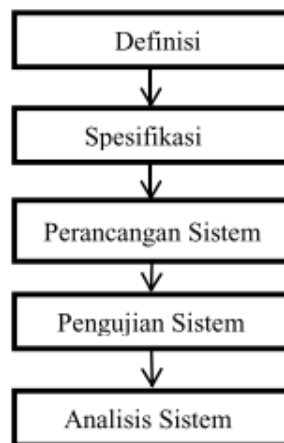 Definisi
Spesifikasi
Perancangan Sistem
Pengujian Sistem
Analisis Sistem